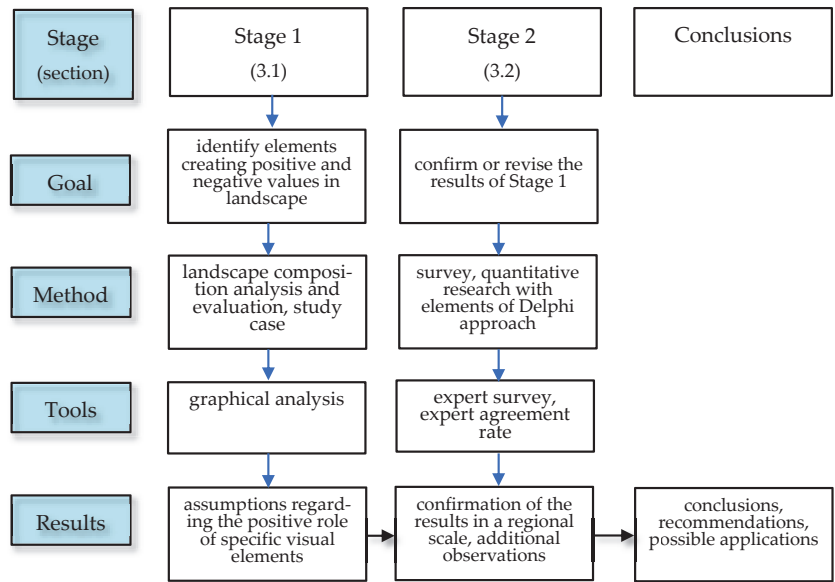 Stage
(section)
Stage 1
(3.1)
Stage 2
(3.2)
Conclusions
Goal
identify elements
creating positive and
negative values in
landscape
confirm or revise the
results of Stage 1
Method
landscape composi-
tion analysis and
evaluation, study
case
survey, quantitative
research with
elements of Delphi
approach
Tools
graphical analysis
expert survey,
expert agreement
rate
Results
assumptions regard-
ing the positive role
of specific visual
elements
confirmation of the
results in a regional
scale, additional
observations
conclusions,
recommendations,
possible applications